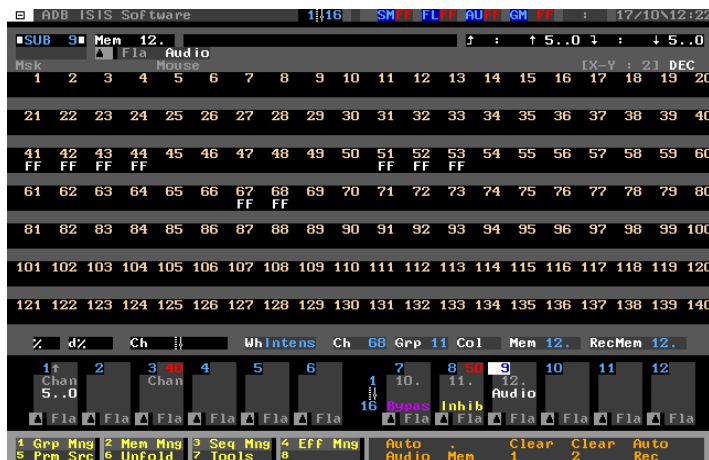 ADB ISIS Software 1 16 SMFF FLFF AUFF GM FF : 17/10\12:22
SUB 9 Mem 12. ↥ : ↑ 5..0 ↴ : ↓ 5..0
Fla Audio
Msk Mouse [X-Y : 2] DEC
1 2 3 4 5 6 7 8 9 10 11 12 13 14 15 16 17 18 19 20
21 22 23 24 25 26 27 28 29 30 31 32 33 34 35 36 37 38 39 40
41 42 43 44 45 46 47 48 49 50 51 52 53 54 55 56 57 58 59 60
FF FF FF FF FF FF FF
61 62 63 64 65 66 67 68 69 70 71 72 73 74 75 76 77 78 79 80
FF FF
81 82 83 84 85 86 87 88 89 90 91 92 93 94 95 96 97 98 99 100
101 102 103 104 105 106 107 108 109 110 111 112 113 114 115 116 117 118 119 120
121 122 123 124 125 126 127 128 129 130 131 132 133 134 135 136 137 138 139 140
% d% Ch WhIntens Ch 68 Grp 11 Col Mem 12. RecMem 12.
1↑ 2 3 40 4 5 6 7 8 50 9 10 11 12
Chan Chan 1 10. 11. 12.
5..0 Audio
16 Bypas Inhib
Fla Fla Fla Fla Fla Fla Fla Fla Fla Fla Fla Fla
1 Grp Mng 2 Mem Mng 3 Seq Mng 4 Eff Mng Auto . Clear Clear Auto
5 Prm Src 6 Unfold 7 Tools 8 Audio Mem 1 2 Rec